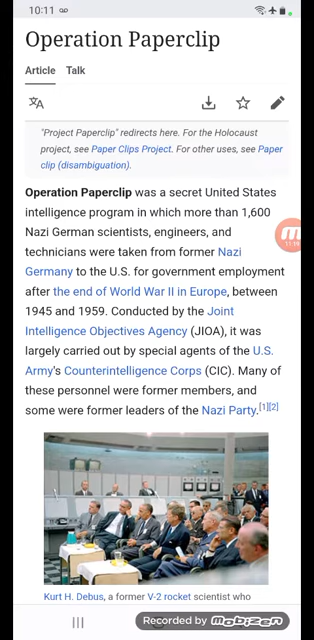 10:11
Operation Paperclip
Article Talk
"Project Paperclip" redirects here. For the Holocaust
project, see Paper Clips Project. For other uses, see Paper
clip (disambiguation).
Operation Paperclip was a secret United States
intelligence program in which more than 1,600
Nazi German scientists, engineers, and
technicians were taken from former Nazi
Germany to the U.S. for government employment
after the end of World War II in Europe, between
1945 and 1959. Conducted by the Joint
Intelligence Objectives Agency (JIOA), it was
largely carried out by special agents of the U.S.
Army's Counterintelligence Corps (CIC). Many of
these personnel were former members, and
some were former leaders of the Nazi Party.[1][2]
Kurt H. Debus, a former V-2 rocket scientist who
Recorded by mobizen